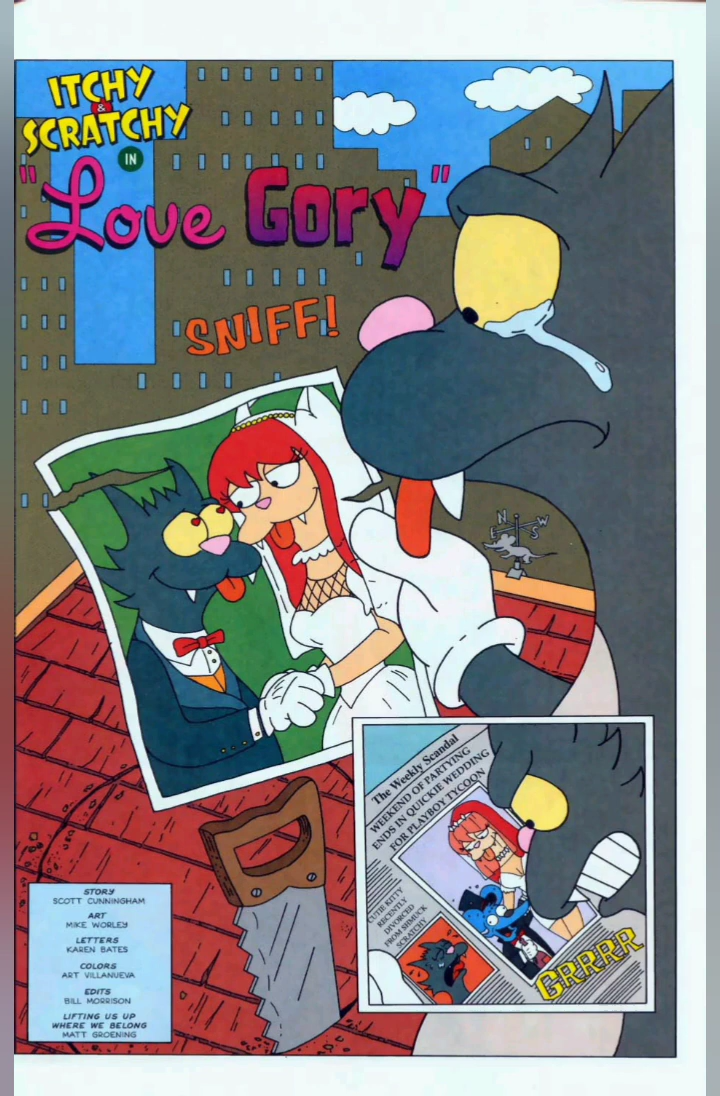 ITCHY
&
SCRATCHY
IN
"Love Gory"
SNIFF!
N
E W
S
The Weekly Scandal
WEEKEND OF PARTYING
ENDS IN QUICKIE WEDDING
FOR PLAYBOY TYCOON
CUTIE KITTY
RECENTLY
DIVORCED
FROM SHMUCK
SCRATCHY
GRRRR
STORY
SCOTT CUNNINGHAM
ART
MIKE WORLEY
LETTERS
KAREN BATES
COLORS
ART VILLANUEVA
EDITS
BILL MORRISON
LIFTING US UP
WHERE WE BELONG
MATT GROENING